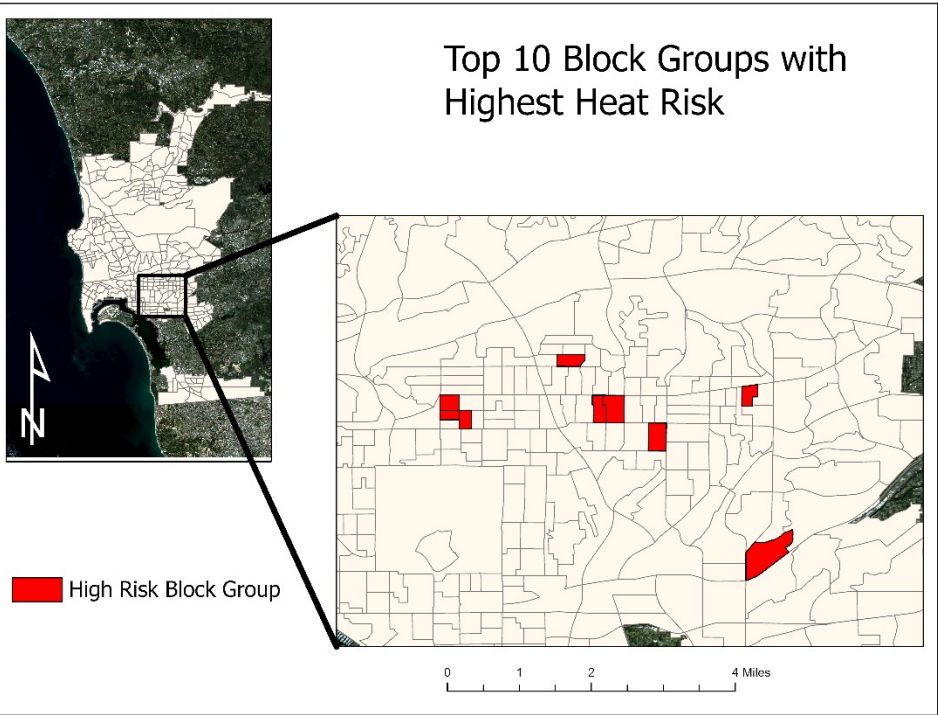 Top 10 Block Groups with
Highest Heat Risk
N
High Risk Block Group
0 1 2 4 Miles